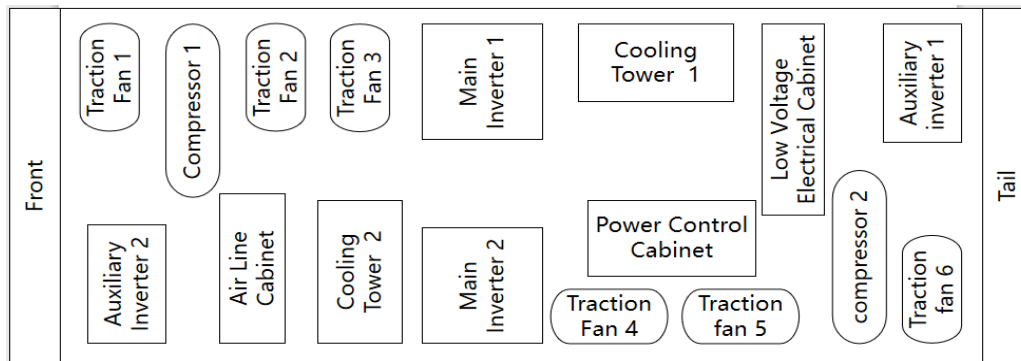 Front
Traction
Fan 1
Compressor 1
Traction
Fan 2
Traction
Fan 3
Main
Inverter 1
Cooling
Tower 1
Low Voltage
Electrical Cabinet
Auxiliary
inverter 1
Auxiliary
Inverter 2
Air Line
Cabinet
Cooling
Tower 2
Main
Inverter 2
Power Control
Cabinet
Traction
Fan 4
Traction
fan 5
compressor 2
Traction
fan 6
Tail